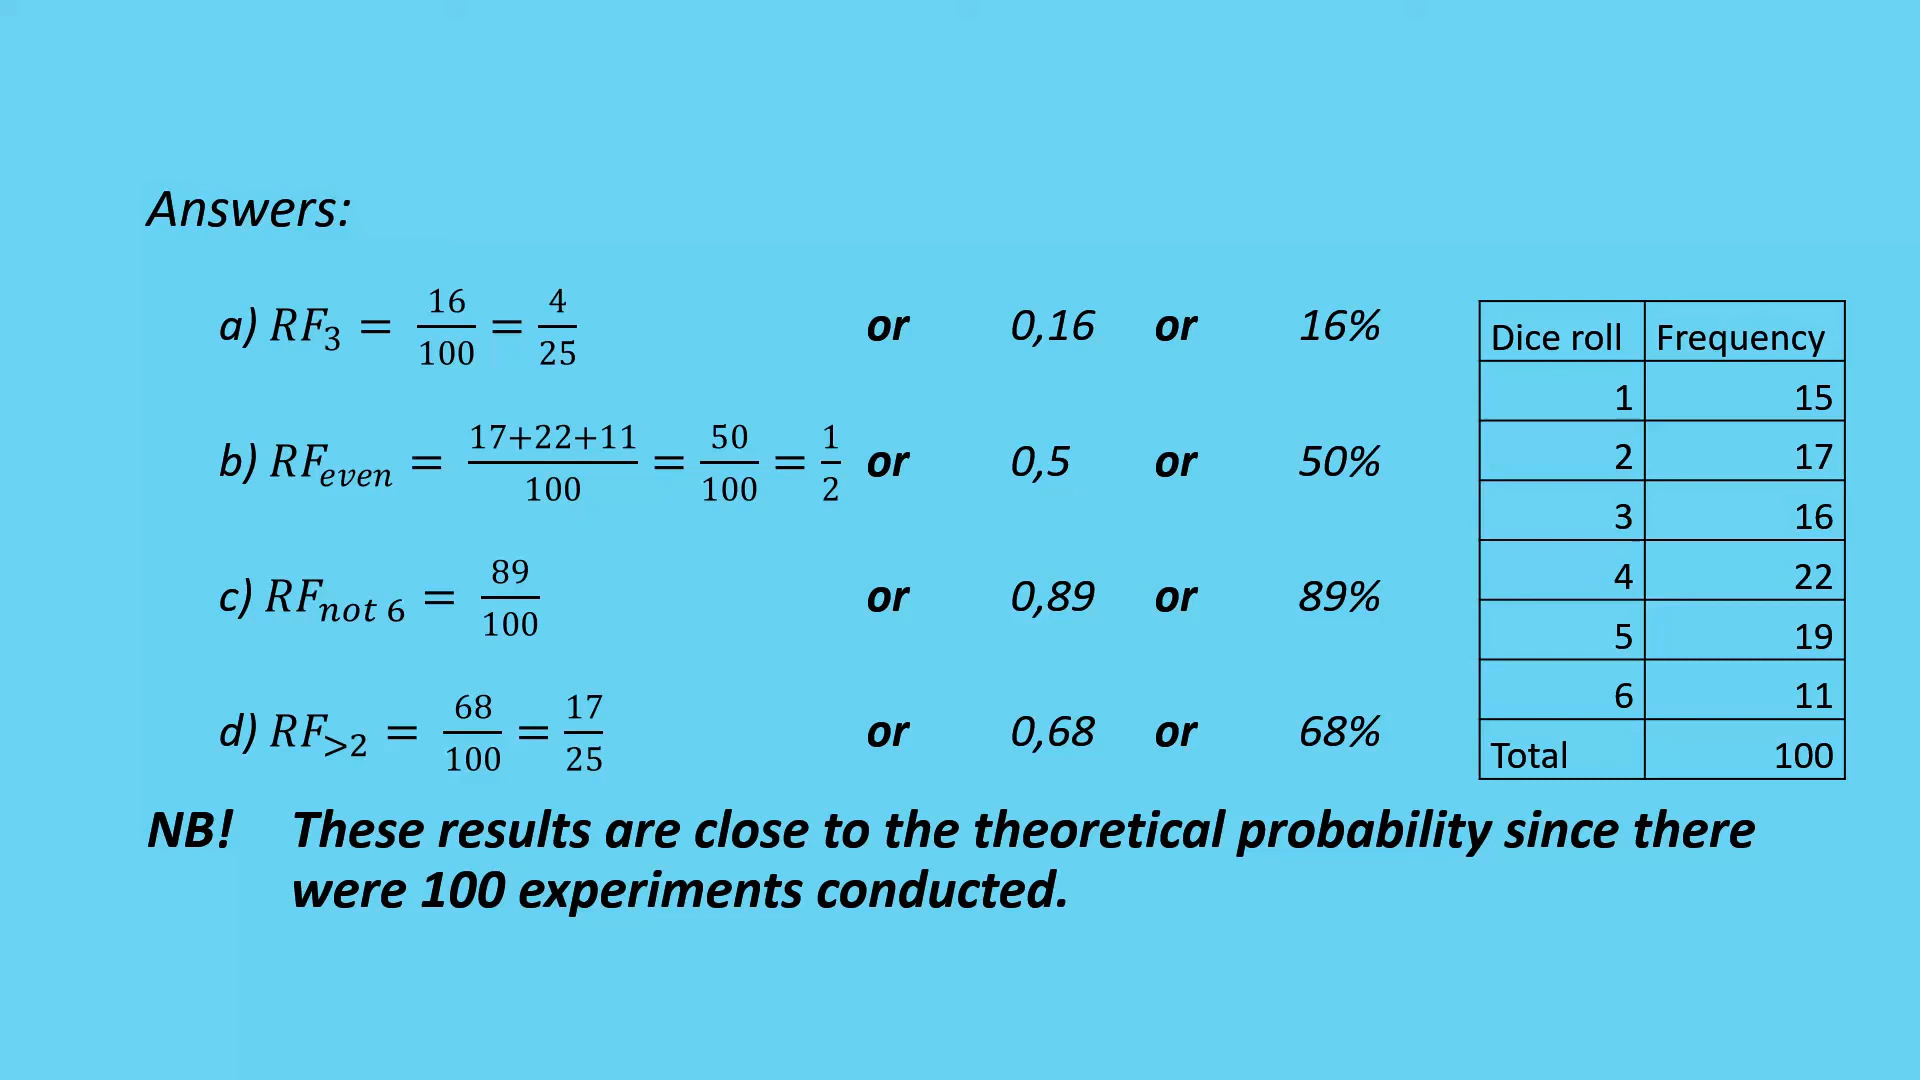 Answers:
a) RF₃ = 16/100 = 4/25 or 0,16 or 16%
b) RF_even = 17+22+11/100 = 50/100 = 1/2 or 0,5 or 50%
c) RF_not 6 = 89/100 or 0,89 or 89%
d) RF_>2 = 68/100 = 17/25 or 0,68 or 68%
Dice roll Frequency
1 15
2 17
3 16
4 22
5 19
6 11
Total 100
NB! These results are close to the theoretical probability since there
were 100 experiments conducted.